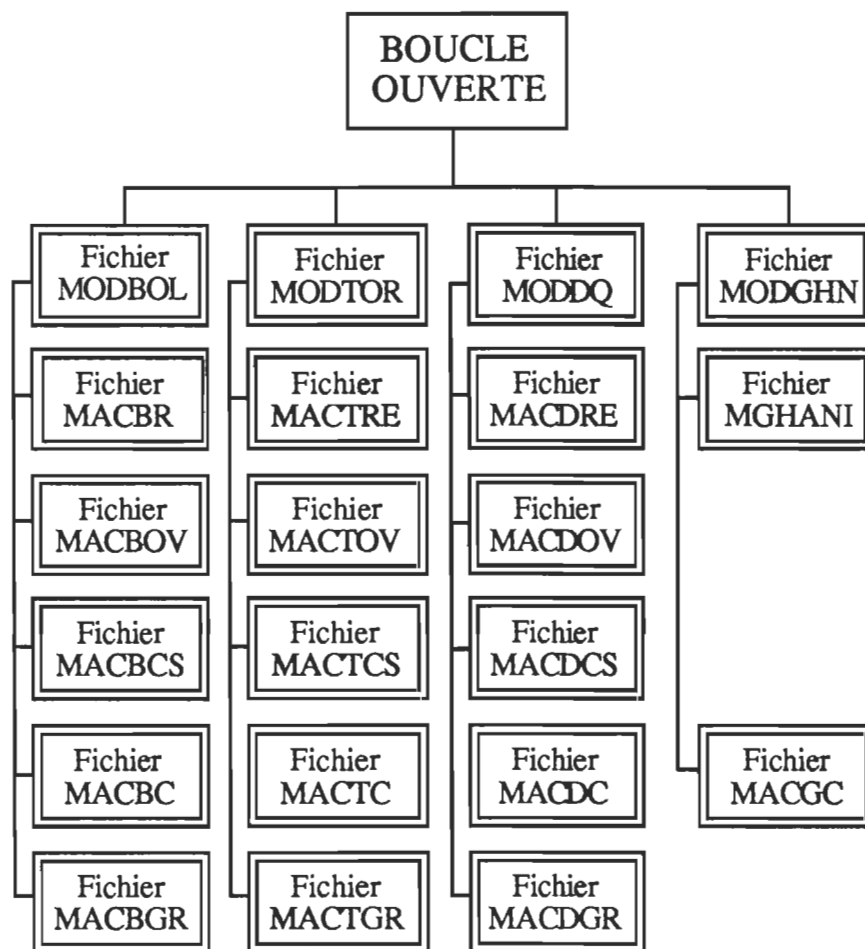 BOUCLE
OUVERTE
Fichier
MODBOL
Fichier
MODTOR
Fichier
MODDQ
Fichier
MODGHN
Fichier
MACBR
Fichier
MACTRE
Fichier
MACDRE
Fichier
MGHANI
Fichier
MACBOV
Fichier
MACTOV
Fichier
MACDOV
Fichier
MACBCS
Fichier
MACTCS
Fichier
MACDCS
Fichier
MACBC
Fichier
MACTC
Fichier
MACDC
Fichier
MACGC
Fichier
MACBGR
Fichier
MACTGR
Fichier
MACDGR